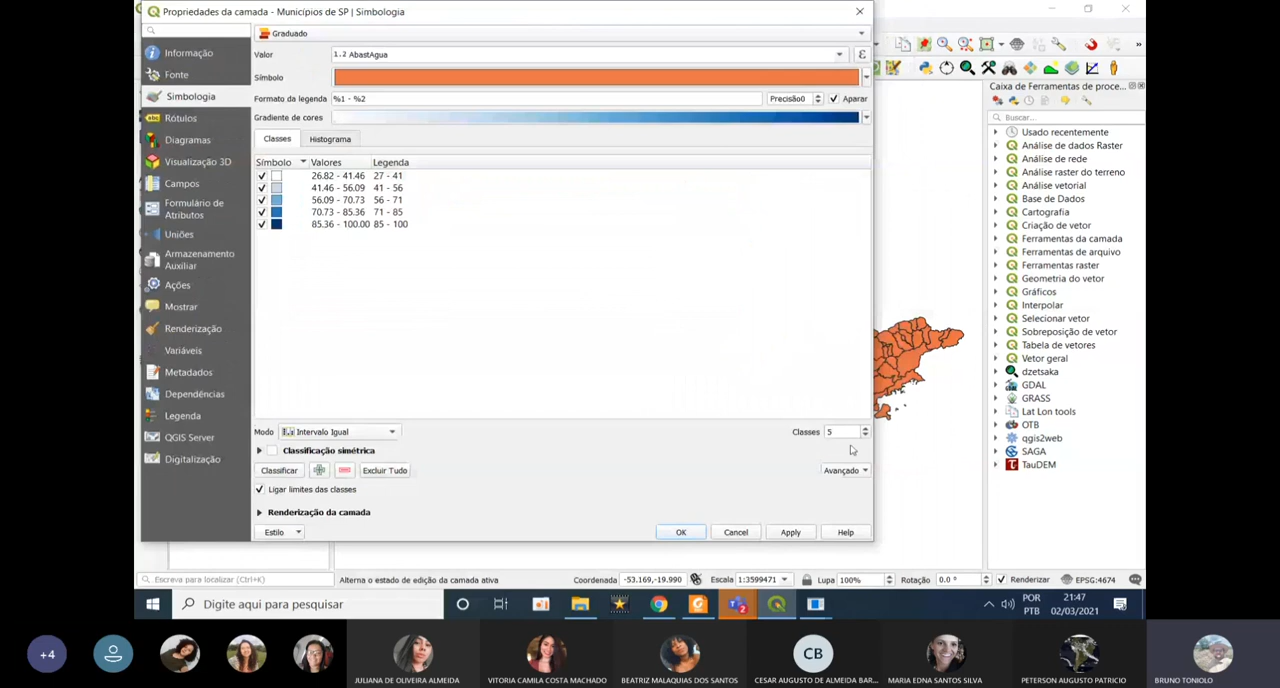 Propriedades da camada - Municípios de SP | Simbologia
Informação
Fonte
Simbologia
Rótulos
Diagramas
Visualização 3D
Campos
Formulário de
Atributos
Uniões
Armazenamento
Auxiliar
Ações
Mostrar
Renderização
Variáveis
Metadados
Dependências
Legenda
QGIS Server
Digitalização
Graduado
Valor 1.2 AbastAgua ε
Símbolo
Formato da legenda %1 - %2 Precisão0 Aparar
Gradiente de cores
Classes Histograma
Símbolo Valores Legenda
26.82 - 41.46 27 - 41
41.46 - 56.09 41 - 56
56.09 - 70.73 56 - 71
70.73 - 85.36 71 - 85
85.36 - 100.00 85 - 100
Modo Intervalo Igual Classes 5
Classificação simétrica
Classificar Excluir Tudo Avançado
Ligar limites das classes
Renderização da camada
Estilo OK Cancel Apply Help
»
Caixa de Ferramentas de proce...
Buscar...
Usado recentemente
Análise de dados Raster
Análise de rede
Análise raster do terreno
Análise vetorial
Base de Dados
Cartografia
Criação de vetor
Ferramentas da camada
Ferramentas de arquivo
Ferramentas raster
Geometria do vetor
Gráficos
Interpolar
Selecionar vetor
Sobreposição de vetor
Tabela de vetores
Vetor geral
dzetsaka
GDAL
GRASS
Lat Lon tools
OTB
qgis2web
SAGA
TauDEM
Escreva para localizar (Ctrl+K) Alterna o estado de edição da camada ativa Coordenada -53.169,-19.990 Escala 1:3599471 Lupa 100% Rotação 0.0 ° Renderizar EPSG:4674
Digite aqui para pesquisar
POR
PTB
21:47
02/03/2021
+4
CB
JULIANA DE OLIVEIRA ALMEIDA VITORIA CAMILA COSTA MACHADO BEATRIZ MALAQUIAS DOS SANTOS CESAR AUGUSTO DE ALMEIDA BAR... MARIA EDNA SANTOS SILVA PETERSON AUGUSTO PATRICIO BRUNO TONIOLO